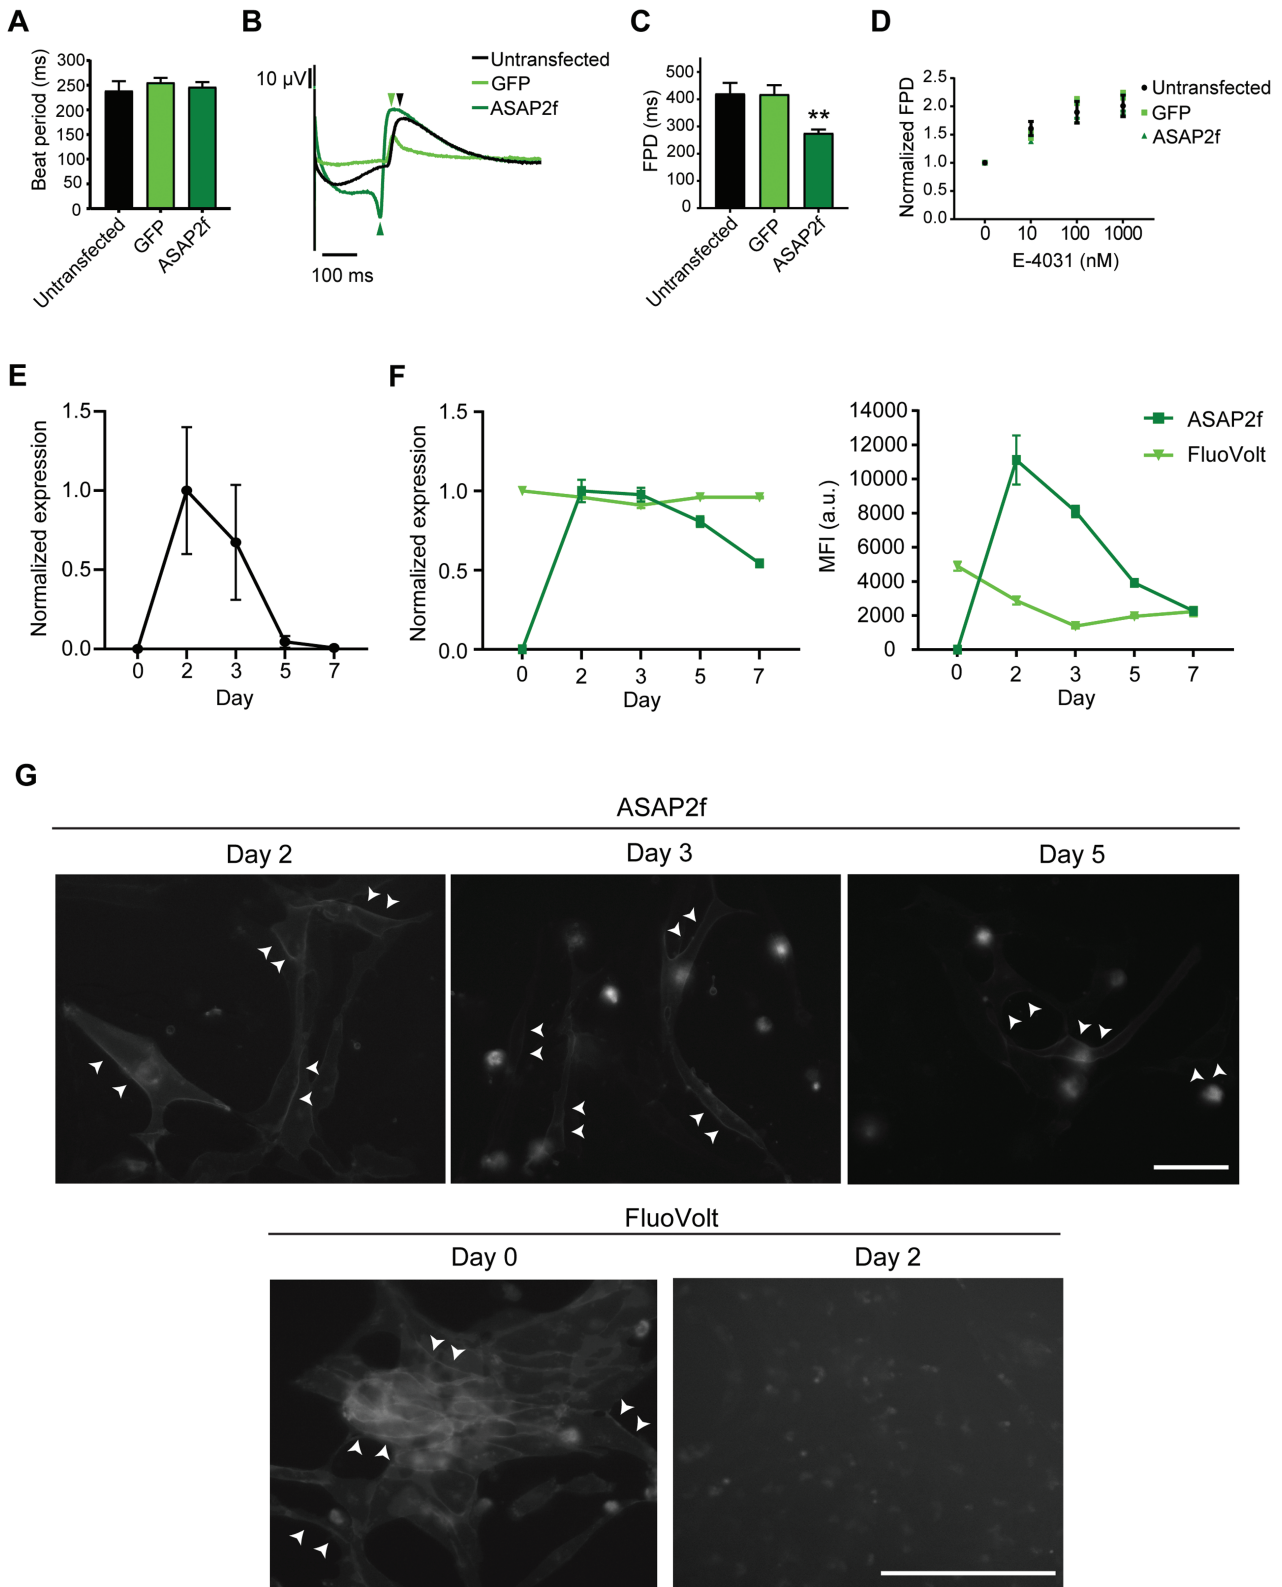 A
Beat period (ms)
300
250
200
150
100
50
0
Untransfected
GFP
ASAP2f
B
10 µV
Untransfected
GFP
ASAP2f
100 ms
C
FPD (ms)
500
400
300
200
100
0
**
Untransfected
GFP
ASAP2f
D
Normalized FPD
2.5
2.0
1.5
1.0
0.5
0.0
0 10 100 1000
E-4031 (nM)
Untransfected
GFP
ASAP2f
E
Normalized expression
1.5
1.0
0.5
0.0
0 2 3 5 7
Day
F
Normalized expression
1.5
1.0
0.5
0.0
0 2 3 5 7
Day
MFI (a.u.)
14000
12000
10000
8000
6000
4000
2000
0
0 2 3 5 7
Day
ASAP2f
FluoVolt
G
ASAP2f
Day 2 Day 3 Day 5
FluoVolt
Day 0 Day 2